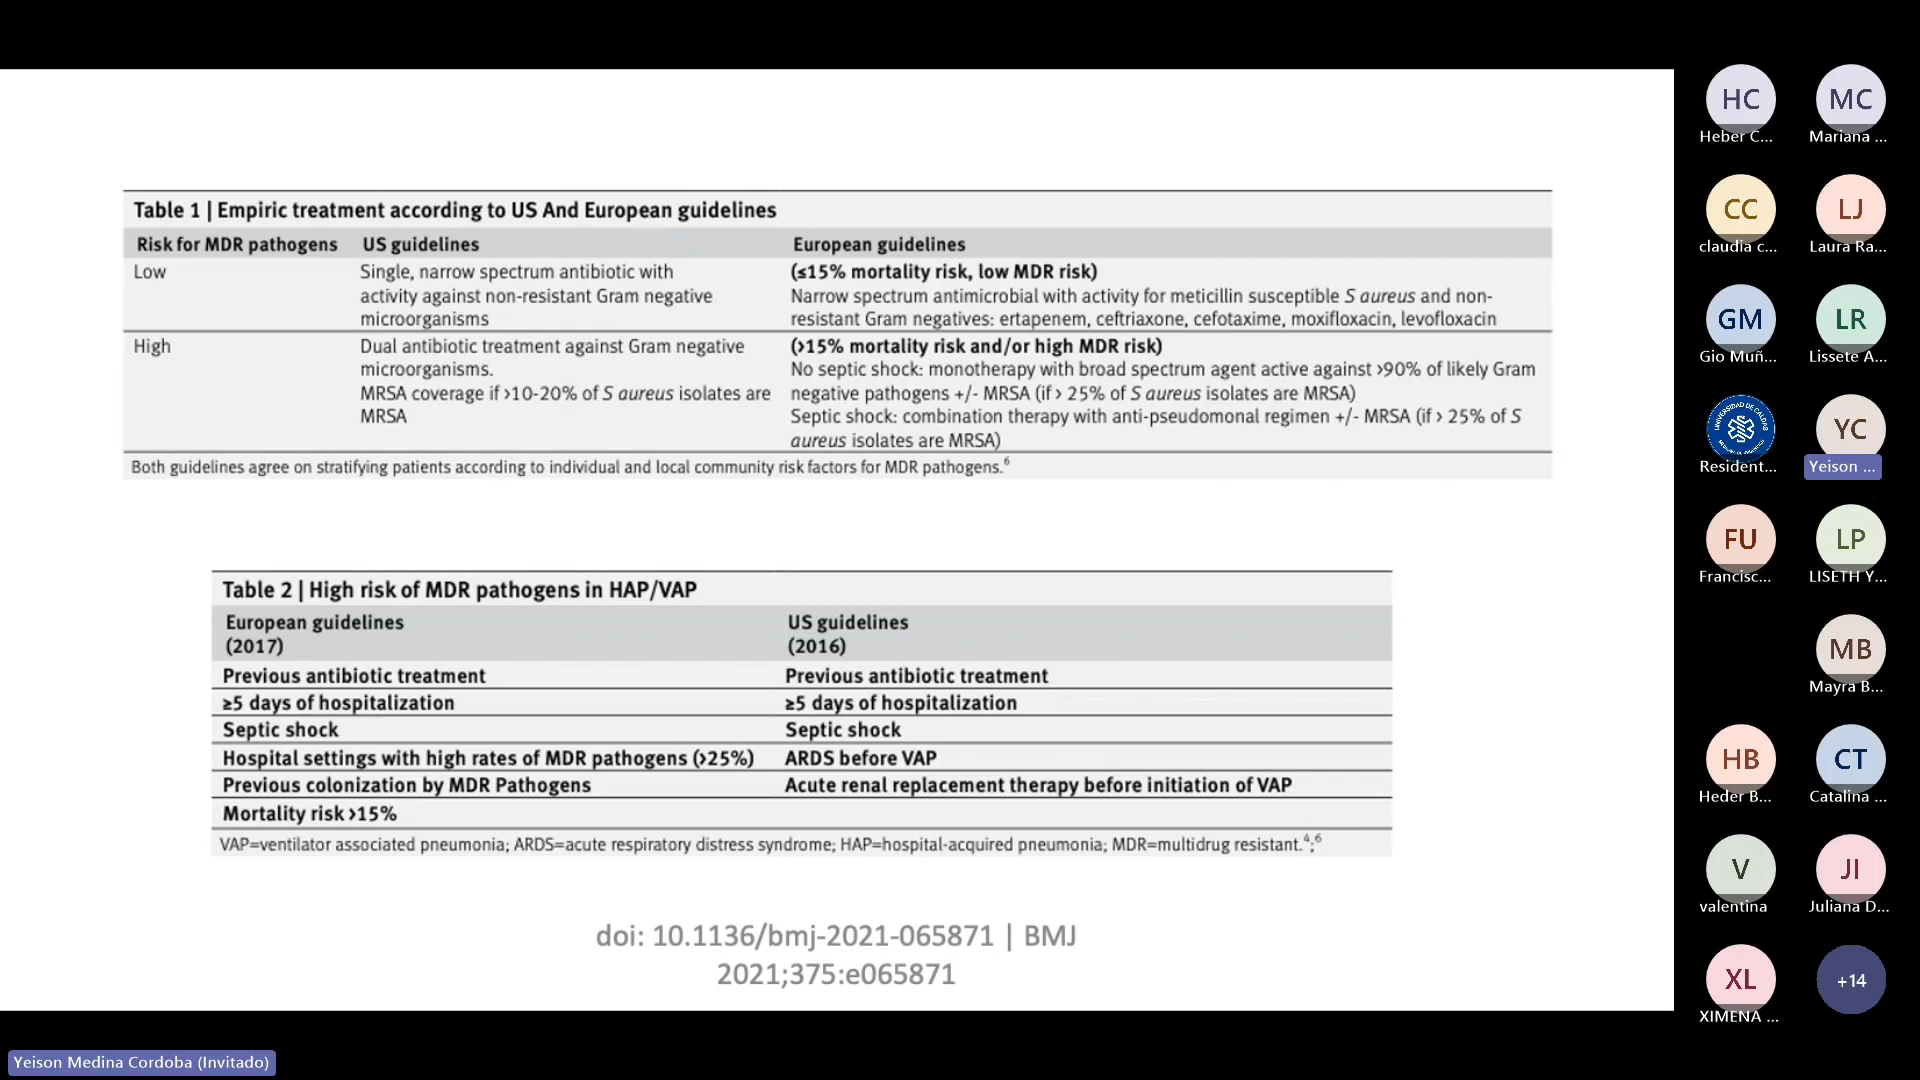 Table 1 | Empiric treatment according to US And European guidelines
Risk for MDR pathogens US guidelines European guidelines
Low
Single, narrow spectrum antibiotic with
activity against non-resistant Gram negative
microorganisms
(≤15% mortality risk, low MDR risk)
Narrow spectrum antimicrobial with activity for meticillin susceptible S aureus and non-
resistant Gram negatives: ertapenem, ceftriaxone, cefotaxime, moxifloxacin, levofloxacin
High
Dual antibiotic treatment against Gram negative
microorganisms.
MRSA coverage if >10-20% of S aureus isolates are
MRSA
(>15% mortality risk and/or high MDR risk)
No septic shock: monotherapy with broad spectrum agent active against >90% of likely Gram
negative pathogens +/- MRSA (if > 25% of S aureus isolates are MRSA)
Septic shock: combination therapy with anti-pseudomonal regimen +/- MRSA (if > 25% of S
aureus isolates are MRSA)
Both guidelines agree on stratifying patients according to individual and local community risk factors for MDR pathogens.6
Table 2 | High risk of MDR pathogens in HAP/VAP
European guidelines
(2017)
US guidelines
(2016)
Previous antibiotic treatment Previous antibiotic treatment
≥5 days of hospitalization ≥5 days of hospitalization
Septic shock Septic shock
Hospital settings with high rates of MDR pathogens (>25%) ARDS before VAP
Previous colonization by MDR Pathogens Acute renal replacement therapy before initiation of VAP
Mortality risk >15%
VAP=ventilator associated pneumonia; ARDS=acute respiratory distress syndrome; HAP=hospital-acquired pneumonia; MDR=multidrug resistant.4;6
doi: 10.1136/bmj-2021-065871 | BMJ
2021;375:e065871
HC MC
Heber C... Mariana ...
CC LJ
claudia c... Laura Ra...
GM LR
Gio Muñ... Lissete A...
UNIVERSIDAD DE CALDAS
YC
Resident... Yeison ...
FU LP
Francisc... LISETH Y...
MB
Mayra B...
HB CT
Heder B... Catalina ...
V JI
valentina Juliana D...
XL +14
XIMENA ...
Yeison Medina Cordoba (Invitado)